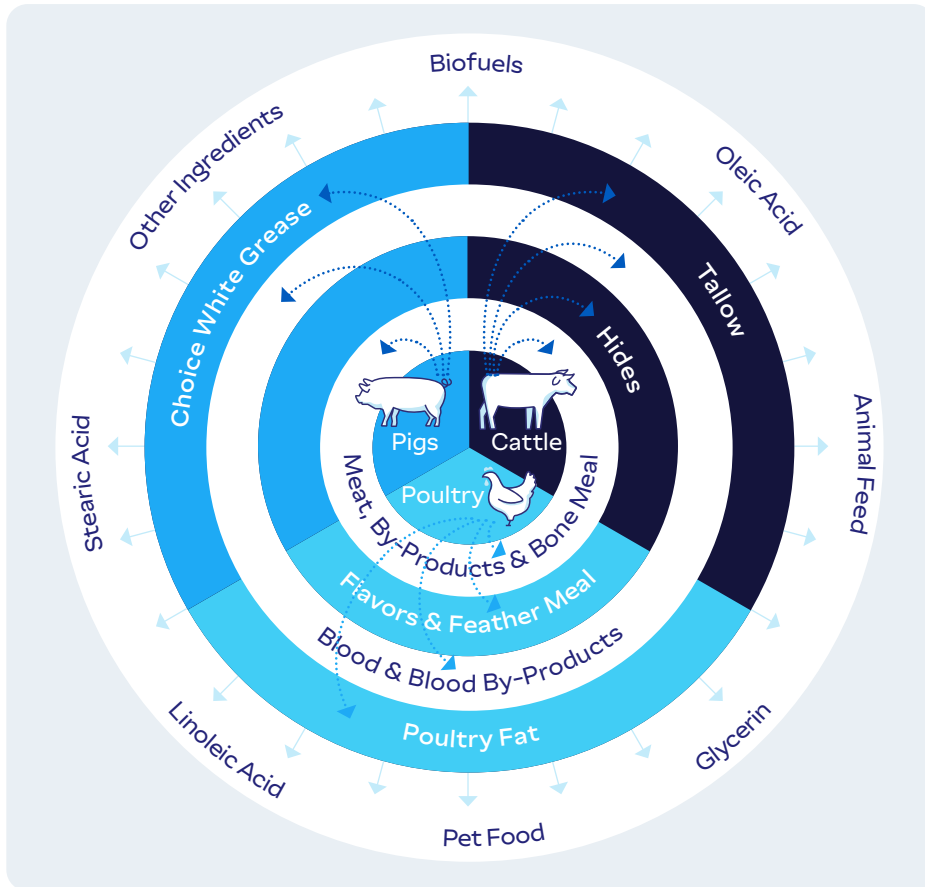 Biofuels
Other Ingredients
Oleic Acid
Choice White Grease
Tallow
Hides
Pigs
Cattle
Stearic Acid
Animal Feed
Poultry
Meat, By-Products & Bone Meal
Flavors & Feather Meal
Blood & Blood By-Products
Poultry Fat
Linoleic Acid
Glycerin
Pet Food